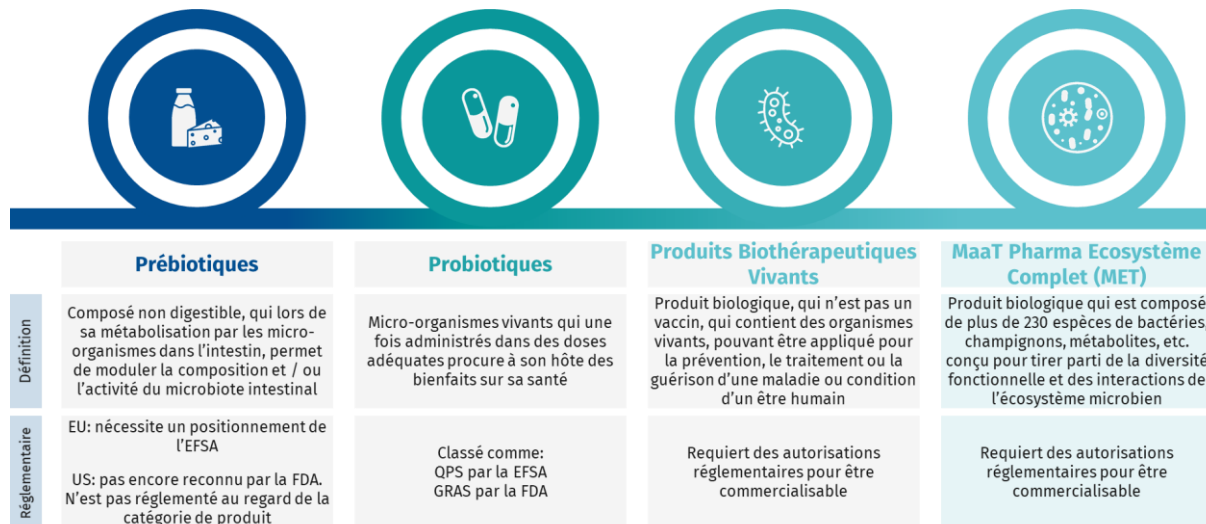 Prébiotiques
Probiotiques
Produits Biothérapeutiques
Vivants
MaaT Pharma Ecosystème
Complet (MET)
Définition
Composé non digestible, qui lors de
sa métabolisation par les micro-
organismes dans l'intestin, permet
de moduler la composition et / ou
l'activité du microbiote intestinal
Micro-organismes vivants qui une
fois administrés dans des doses
adéquates procure à son hôte des
bienfaits sur sa santé
Produit biologique, qui n'est pas un
vaccin, qui contient des organismes
vivants, pouvant être appliqué pour
la prévention, le traitement ou la
guérison d'une maladie ou condition
d'un être humain
Produit biologique qui est composé
de plus de 230 espèces de bactéries,
champignons, métabolites, etc.
conçu pour tirer parti de la diversité
fonctionnelle et des interactions de
l'écosystème microbien
Réglementaire
EU: nécessite un positionnement de
l'EFSA
US: pas encore reconnu par la FDA.
N'est pas réglementé au regard de la
catégorie de produit
Classé comme:
QPS par la EFSA
GRAS par la FDA
Requiert des autorisations
réglementaires pour être
commercialisable
Requiert des autorisations
réglementaires pour être
commercialisable